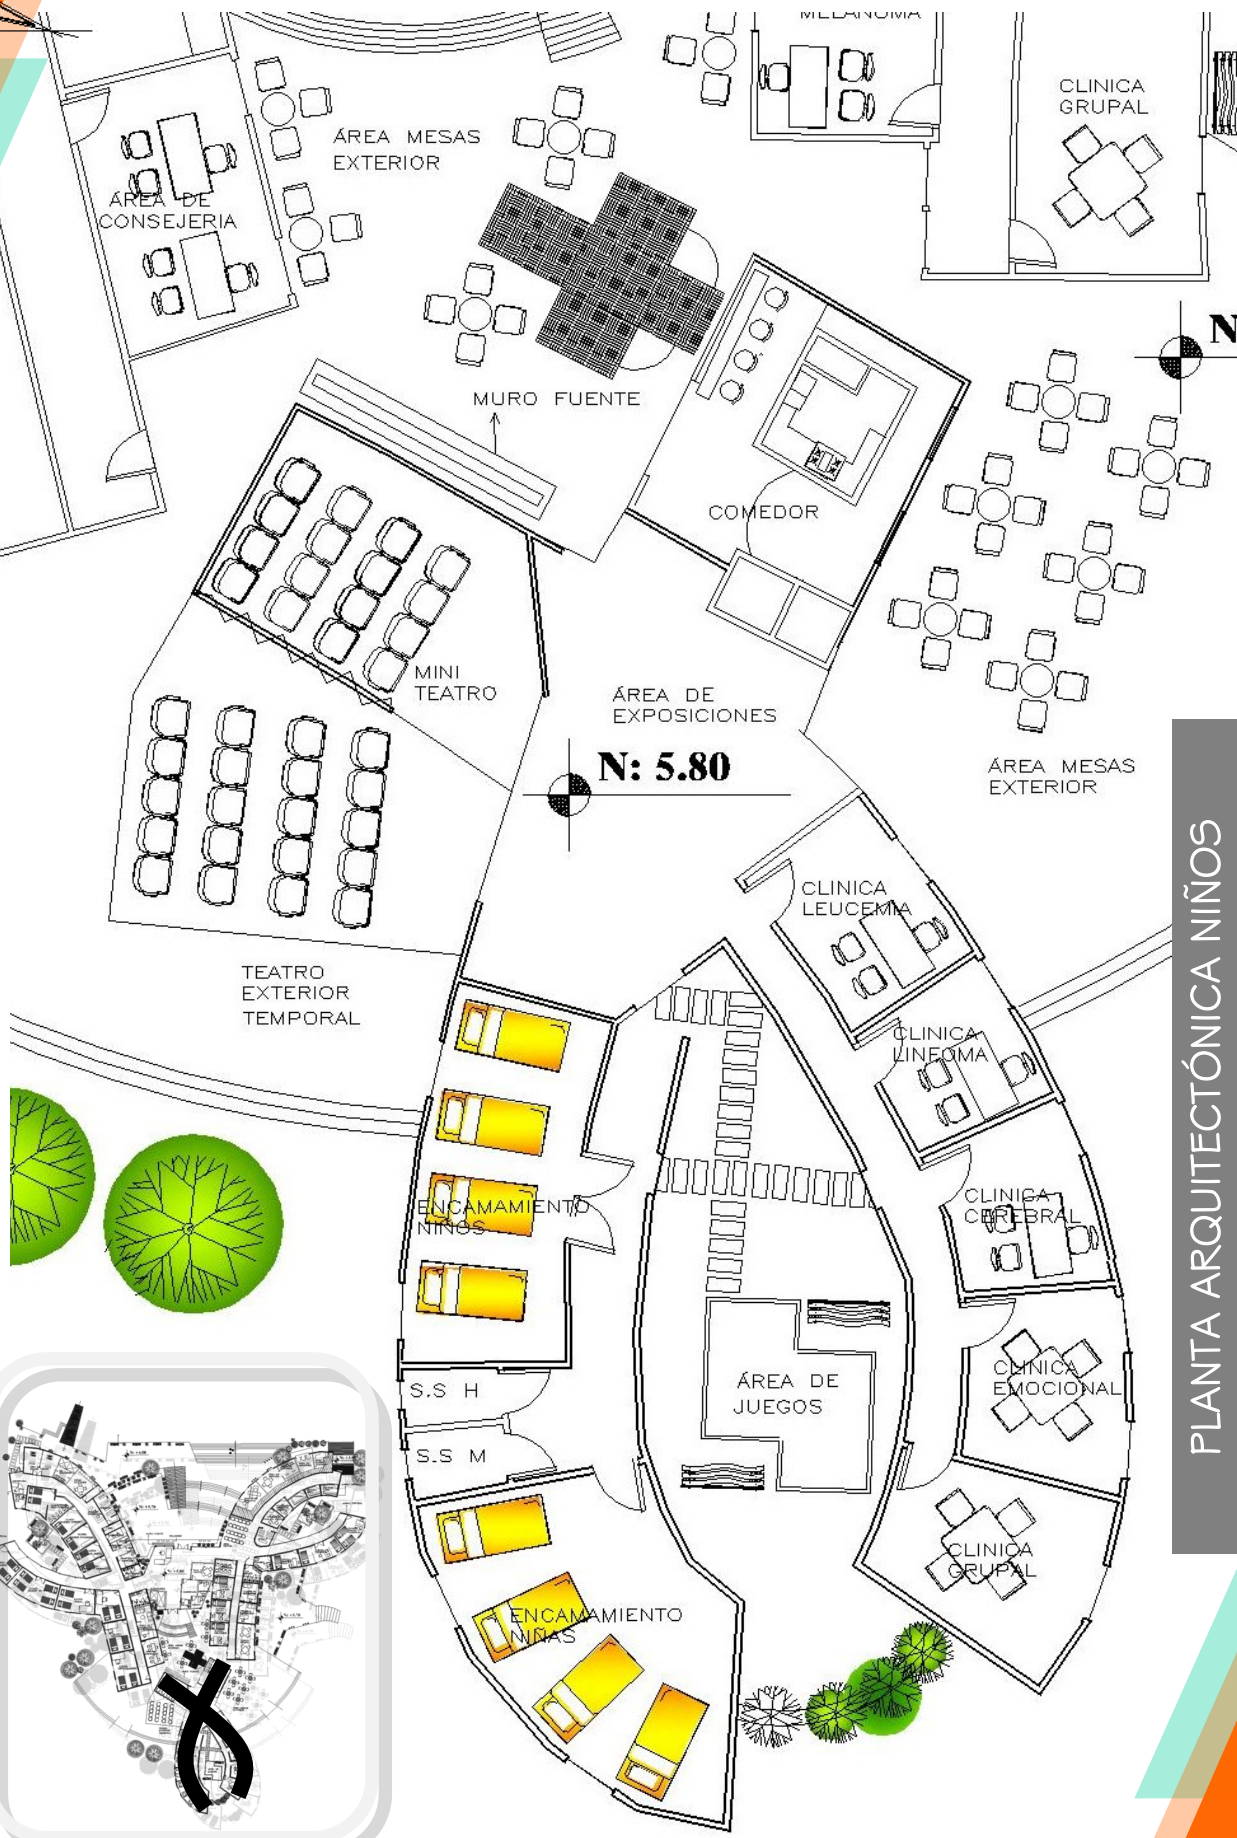 MELANOMA
CLINICA
GRUPAL
ÁREA MESAS
EXTERIOR
ÁREA DE
CONSEJERIA
N
MURO FUENTE
COMEDOR
MINI
TEATRO
ÁREA DE
EXPOSICIONES
N: 5.80
ÁREA MESAS
EXTERIOR
CLINICA
LEUCEMIA
TEATRO
EXTERIOR
TEMPORAL
CLINICA
LINFOMA
ENCAMAMIENTO
NIÑOS
CLINICA
CEREBRAL
CLINICA
EMOCIONAL
ÁREA DE
JUEGOS
S.S H
S.S M
CLINICA
GRUPAL
ENCAMAMIENTO
NIÑAS
PLANTA ARQUITECTÓNICA NIÑOS